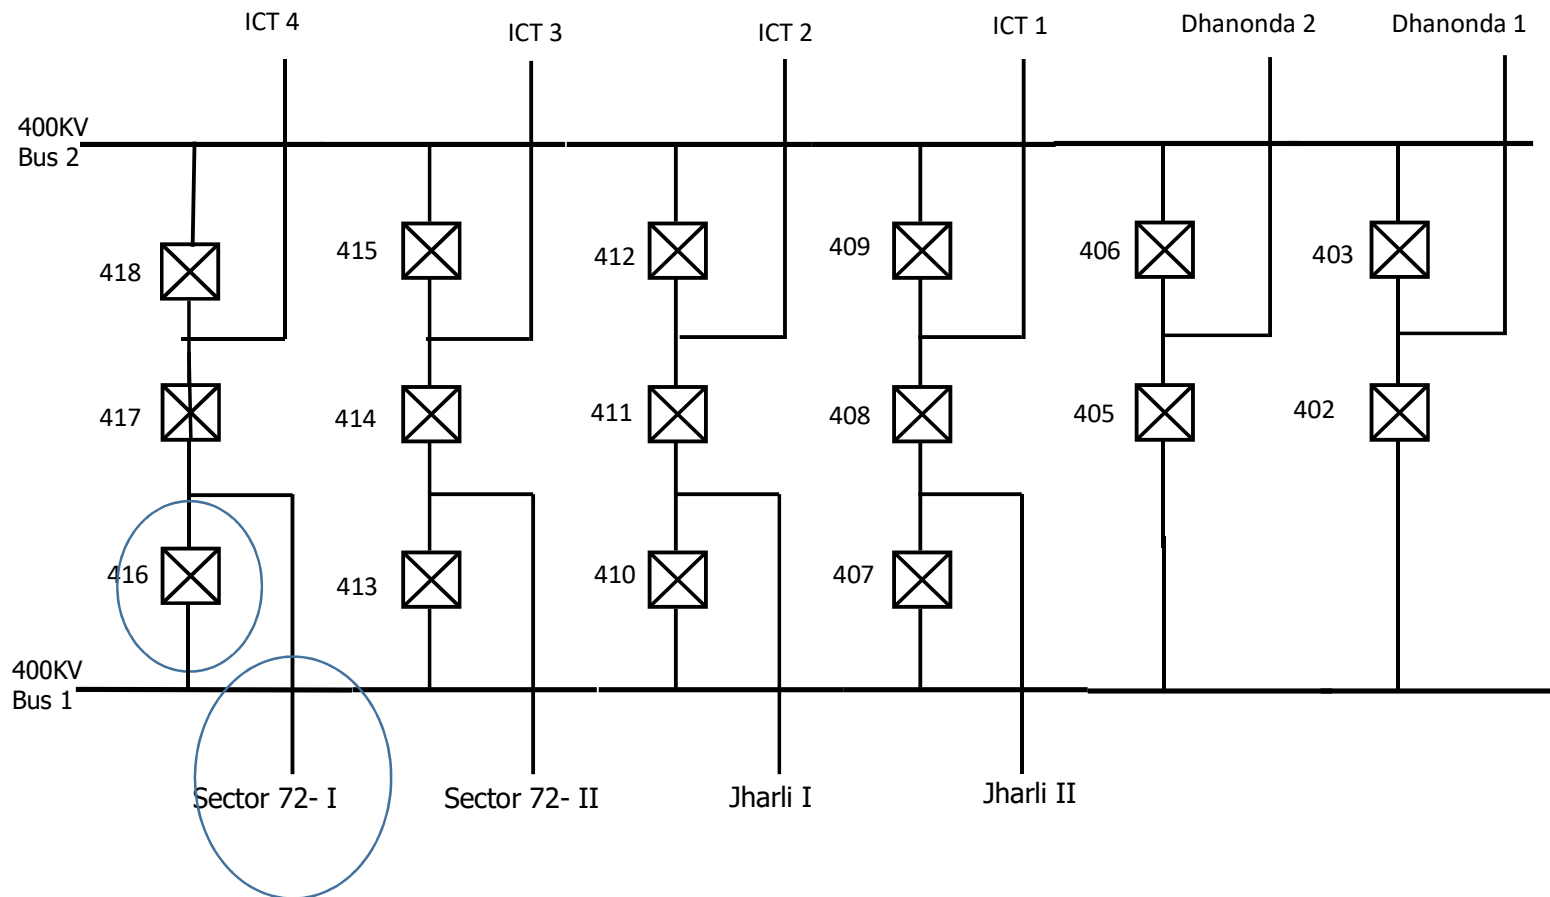 ICT 4
ICT 3
ICT 2
ICT 1
Dhanonda 2
Dhanonda 1
400KV
Bus 2
418
415
412
409
406
403
417
414
411
408
405
402
416
413
410
407
400KV
Bus 1
Sector 72- I
Sector 72- II
Jharli I
Jharli II